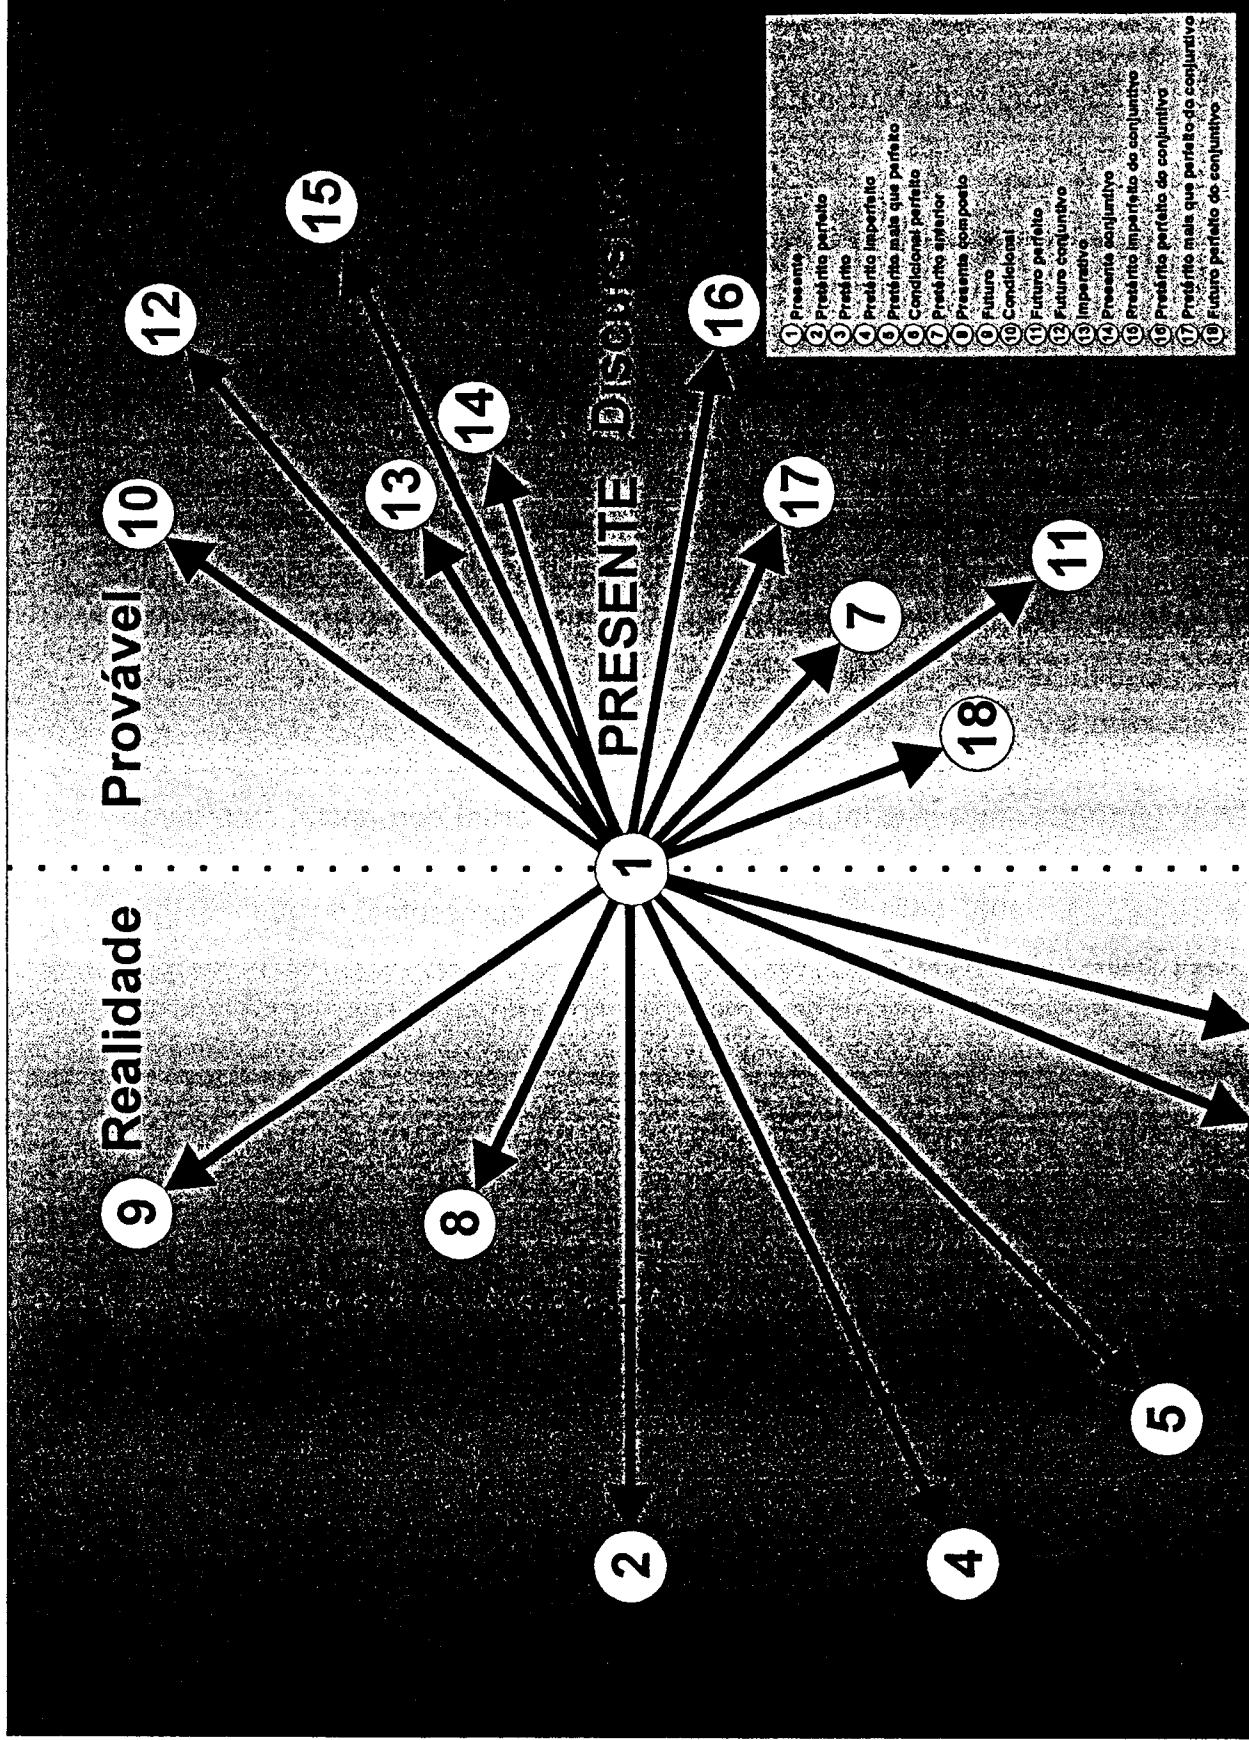 Realidade Provável
9
10
12
15
13
8
14
2
1
PRESENTE
16
17
7
4
18
11
5
1 Presente
2 Pretérito perfeito
3 Pretérito
4 Pretérito imperfeito
5 Pretérito mais que perfeito
6 Condicional perfeito
7 Pretérito anterior
8 Presente composto
9 Futuro
10 Condicional
11 Futuro perfeito
12 Futuro conjuntivo
13 Imperativo
14 Presente conjuntivo
15 Pretérito imperfeito do conjuntivo
16 Pretérito perfeito do conjuntivo
17 Pretérito mais que perfeito do conjuntivo
18 Futuro perfeito do conjuntivo